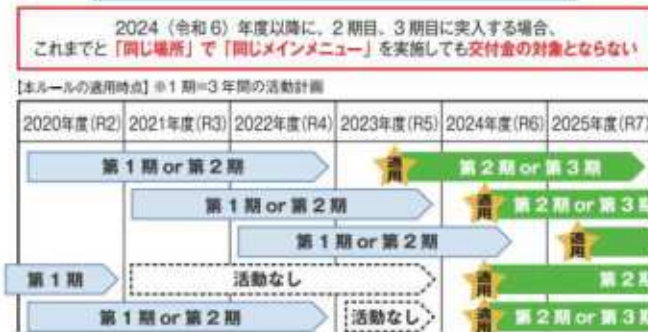 2024（令和6）年度以降に、2期目、3期目に突入する場合、
これまでと「同じ場所」で「同じメインメニュー」を実施しても交付金の対象とならない
【本ルールの適用時点】※1期=3年間の活動計画
2020年度(R2) 2021年度(R3) 2022年度(R4) 2023年度(R5) 2024年度(R6) 2025年度(R7)
第1期 or 第2期 適用 第2期 or 第3期
第1期 or 第2期 適用 第2期 or 第3期
第1期 or 第2期 適用
第1期 活動なし 適用 第2期
第1期 or 第2期 活動なし 適用 第2期 or 第3期